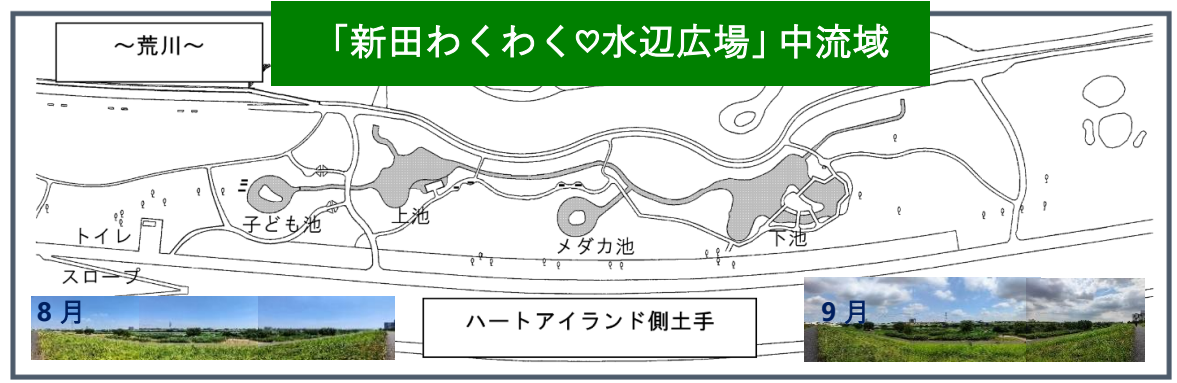 「新田わくわく♡水辺広場」中流域
～荒川～
子ども池
上池
メダカ池
下池
トイレ
スロープ
8月
ハートアイランド側土手
9月